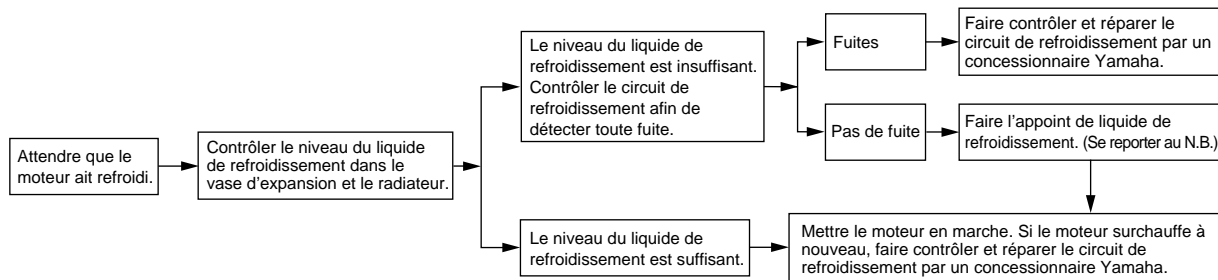 Attendre que le
moteur ait refroidi.
Contrôler le niveau du liquide
de refroidissement dans le
vase d’expansion et le radiateur.
Le niveau du liquide de
refroidissement est insuffisant.
Contrôler le circuit de
refroidissement afin de
détecter toute fuite.
Fuites
Faire contrôler et réparer le
circuit de refroidissement par un
concessionnaire Yamaha.
Pas de fuite
Faire l’appoint de liquide de
refroidissement. (Se reporter au N.B.)
Le niveau du liquide de
refroidissement est suffisant.
Mettre le moteur en marche. Si le moteur surchauffe à
nouveau, faire contrôler et réparer le circuit de
refroidissement par un concessionnaire Yamaha.